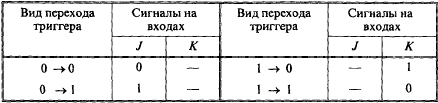 Вид перехода триггера Сигналы на входах Вид перехода триггера Сигналы на входах
J K J K
0 → 0 0 — 1 → 0 — 1
0 → 1 1 — 1 → 1 — 0